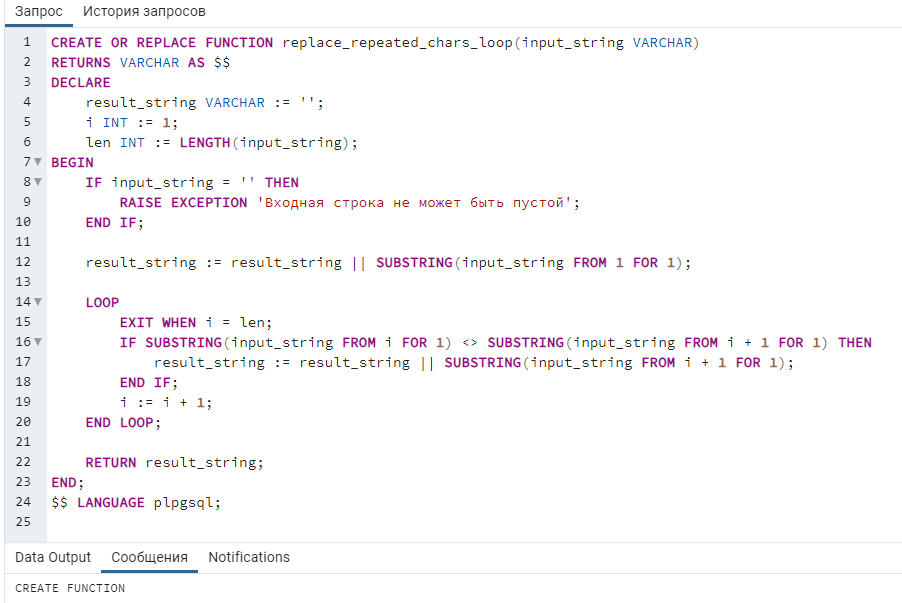 Запрос История запросов
1 CREATE OR REPLACE FUNCTION replace_repeated_chars_loop(input_string VARCHAR)
2 RETURNS VARCHAR AS $$
3 DECLARE
4     result_string VARCHAR := '';
5     i INT := 1;
6     len INT := LENGTH(input_string);
7 BEGIN
8     IF input_string = '' THEN
9         RAISE EXCEPTION 'Входная строка не может быть пустой';
10     END IF;
11
12     result_string := result_string || SUBSTRING(input_string FROM 1 FOR 1);
13
14     LOOP
15         EXIT WHEN i = len;
16         IF SUBSTRING(input_string FROM i FOR 1) <> SUBSTRING(input_string FROM i + 1 FOR 1) THEN
17             result_string := result_string || SUBSTRING(input_string FROM i + 1 FOR 1);
18         END IF;
19         i := i + 1;
20     END LOOP;
21
22     RETURN result_string;
23 END;
24 $$ LANGUAGE plpgsql;
25
Data Output Сообщения Notifications
CREATE FUNCTION